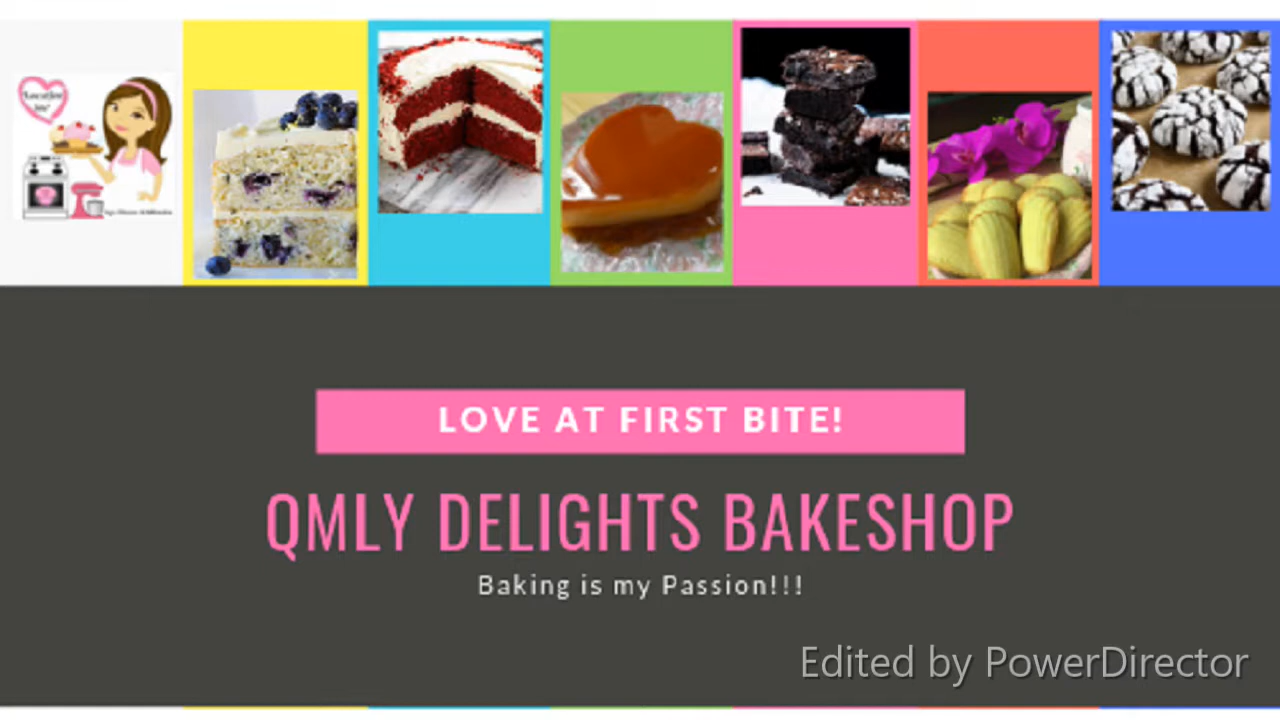 LOVE AT FIRST BITE!
QMLY DELIGHTS BAKESHOP
Baking is my Passion!!!
Edited by PowerDirector